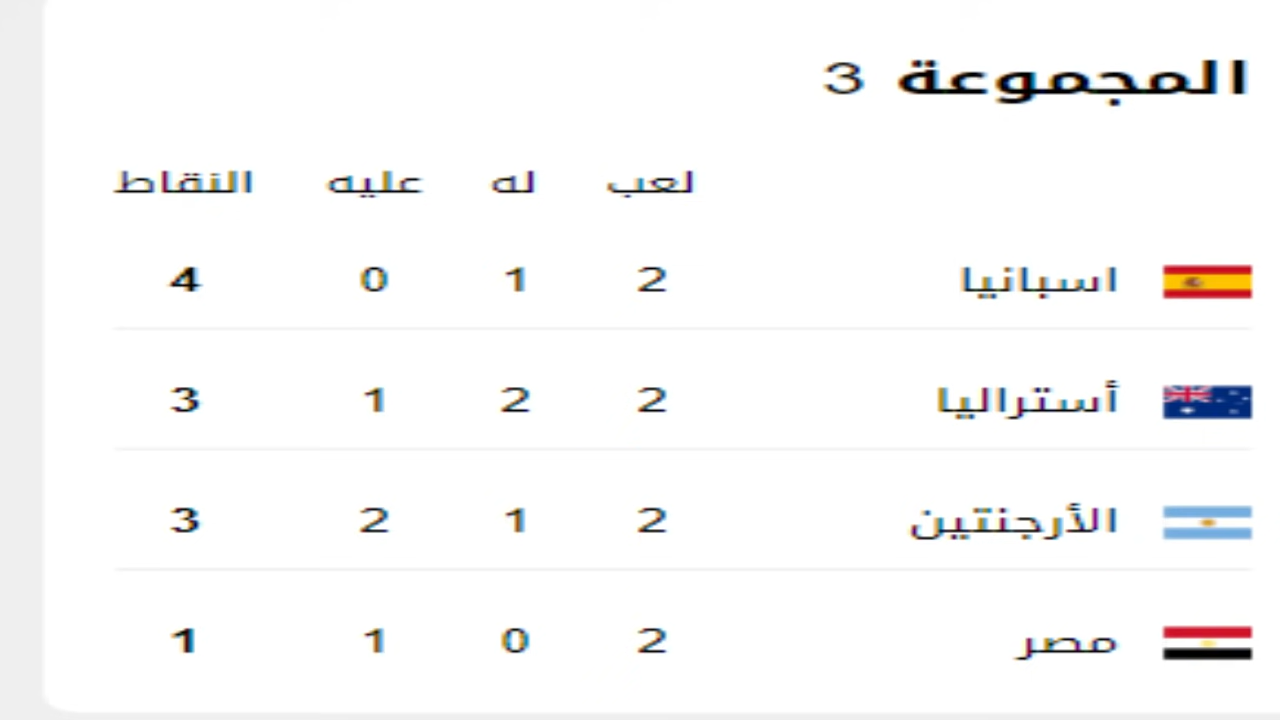 المجموعة 3
لعب له عليه النقاط
اسبانيا 2 1 0 4
أستراليا 2 2 1 3
الأرجنتين 2 1 2 3
مصر 2 0 1 1